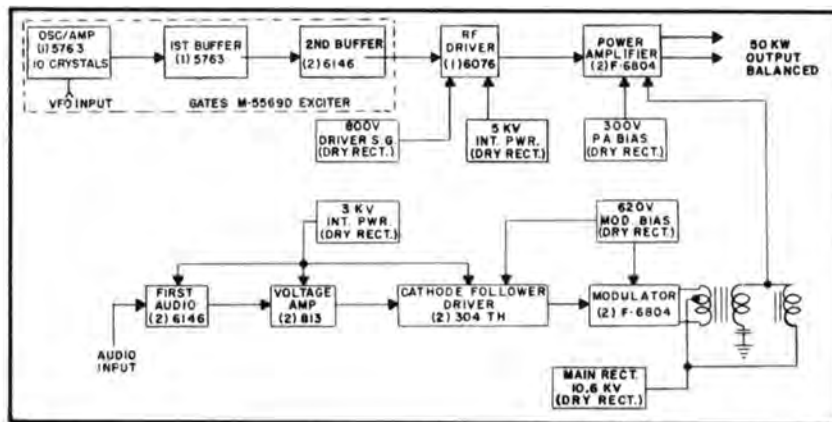 OSC/AMP
(1) 5763
10 CRYSTALS
1ST BUFFER
(1) 5763
2ND BUFFER
(2) 6146
RF
DRIVER
(1) 6076
POWER
AMPLIFIER
(2) F-6804
50 KW
OUTPUT
BALANCED
VFO INPUT
GATES M-5569D EXCITER
800V
DRIVER S.G.
(DRY RECT.)
5 KV
INT. PWR.
(DRY RECT.)
300V
PA BIAS
(DRY RECT.)
3 KV
INT. PWR.
(DRY RECT.)
620V
MOD. BIAS
(DRY RECT.)
FIRST
AUDIO
(2) 6146
VOLTAGE
AMP
(2) 813
CATHODE FOLLOWER
DRIVER
(2) 304 TH
MODULATOR
(2) F-6804
AUDIO
INPUT
MAIN RECT.
10.6 KV
(DRY RECT.)